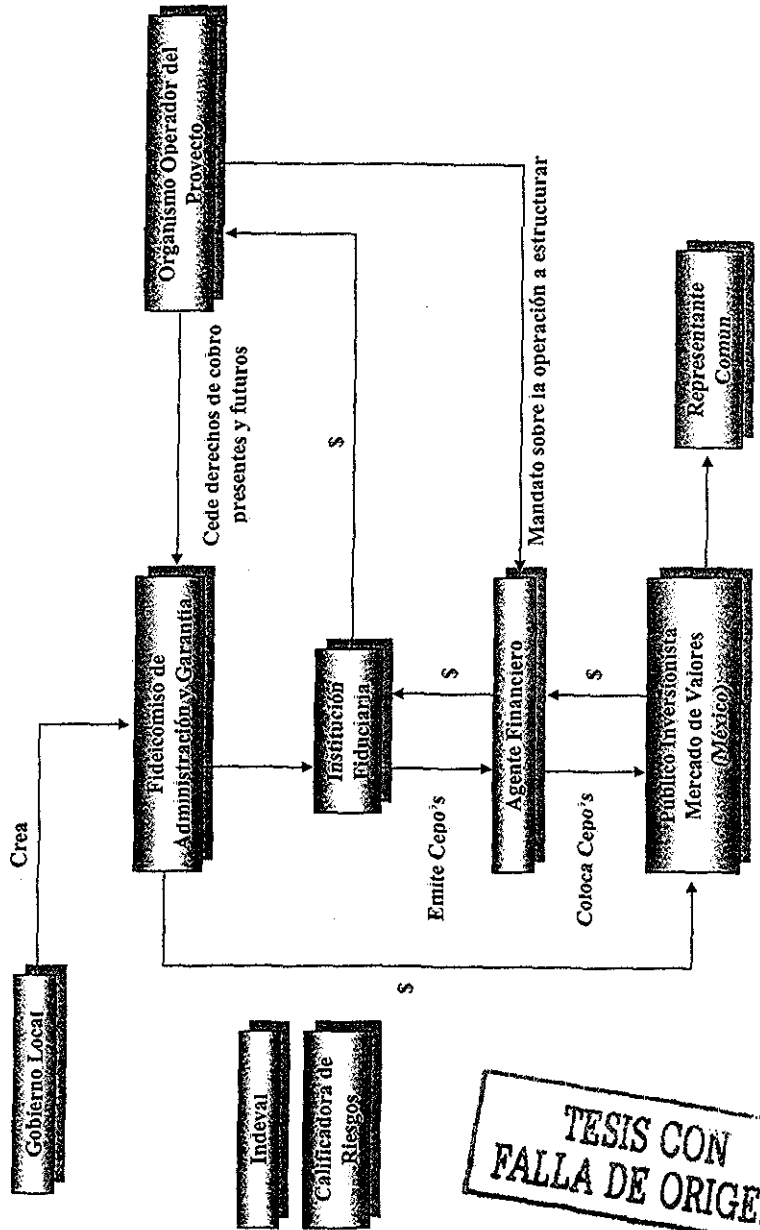 Gobierno Local
Crea
Organismo Operador del
Proyecto
Fideicomiso de
Administración y Garantía
Cede derechos de cobro
presentes y futuros
Indeval
Calificadora de
Riesgos
Institución
Fiduciaria
$
$
Emite Cepo's
Agente Financiero
Mandato sobre la operación a estructurar
$
Coloca Cepo's
$
Público Inversionista
Mercado de Valores
(México)
Representante
Común
TESIS CON
FALLA DE ORIGE